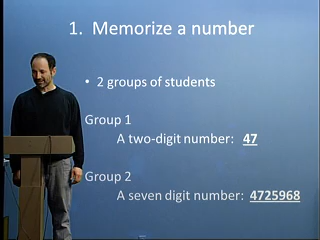 1. Memorize a number
• 2 groups of students
Group 1
A two-digit number: 47
Group 2
A seven digit number: 4725968